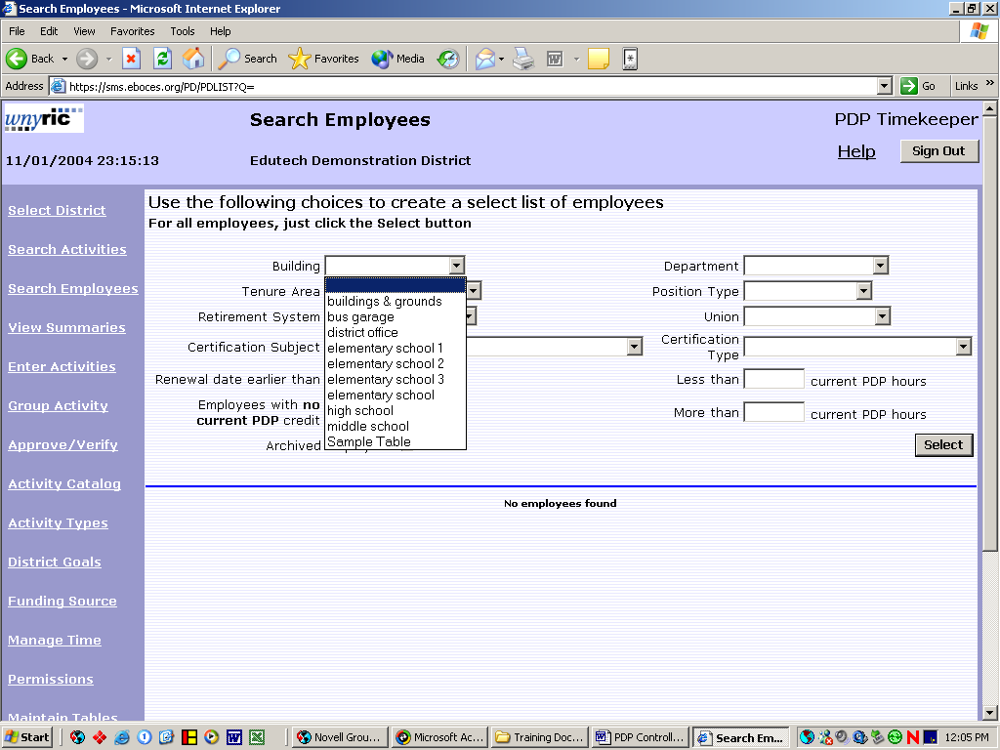 Search Employees - Microsoft Internet Explorer
File Edit View Favorites Tools Help
Back Search Favorites Media
Address https://sms.eboces.org/PD/PDLIST?Q= Go Links »
wnyric Search Employees PDP Timekeeper
11/01/2004 23:15:13 Edutech Demonstration District Help Sign Out
Select District
Search Activities
Search Employees
View Summaries
Enter Activities
Group Activity
Approve/Verify
Activity Catalog
Activity Types
District Goals
Funding Source
Manage Time
Permissions
Maintain Tables
Use the following choices to create a select list of employees
For all employees, just click the Select button
Building
Tenure Area
Retirement System
Certification Subject
Renewal date earlier than
Employees with no
current PDP credit
Archived
buildings & grounds
bus garage
district office
elementary school 1
elementary school 2
elementary school 3
elementary school
high school
middle school
Sample Table
Department
Position Type
Union
Certification
Type
Less than current PDP hours
More than current PDP hours
Select
No employees found
Start Novell Grou... Microsoft Ac... Training Doc... PDP Controll... Search Em... 12:05 PM